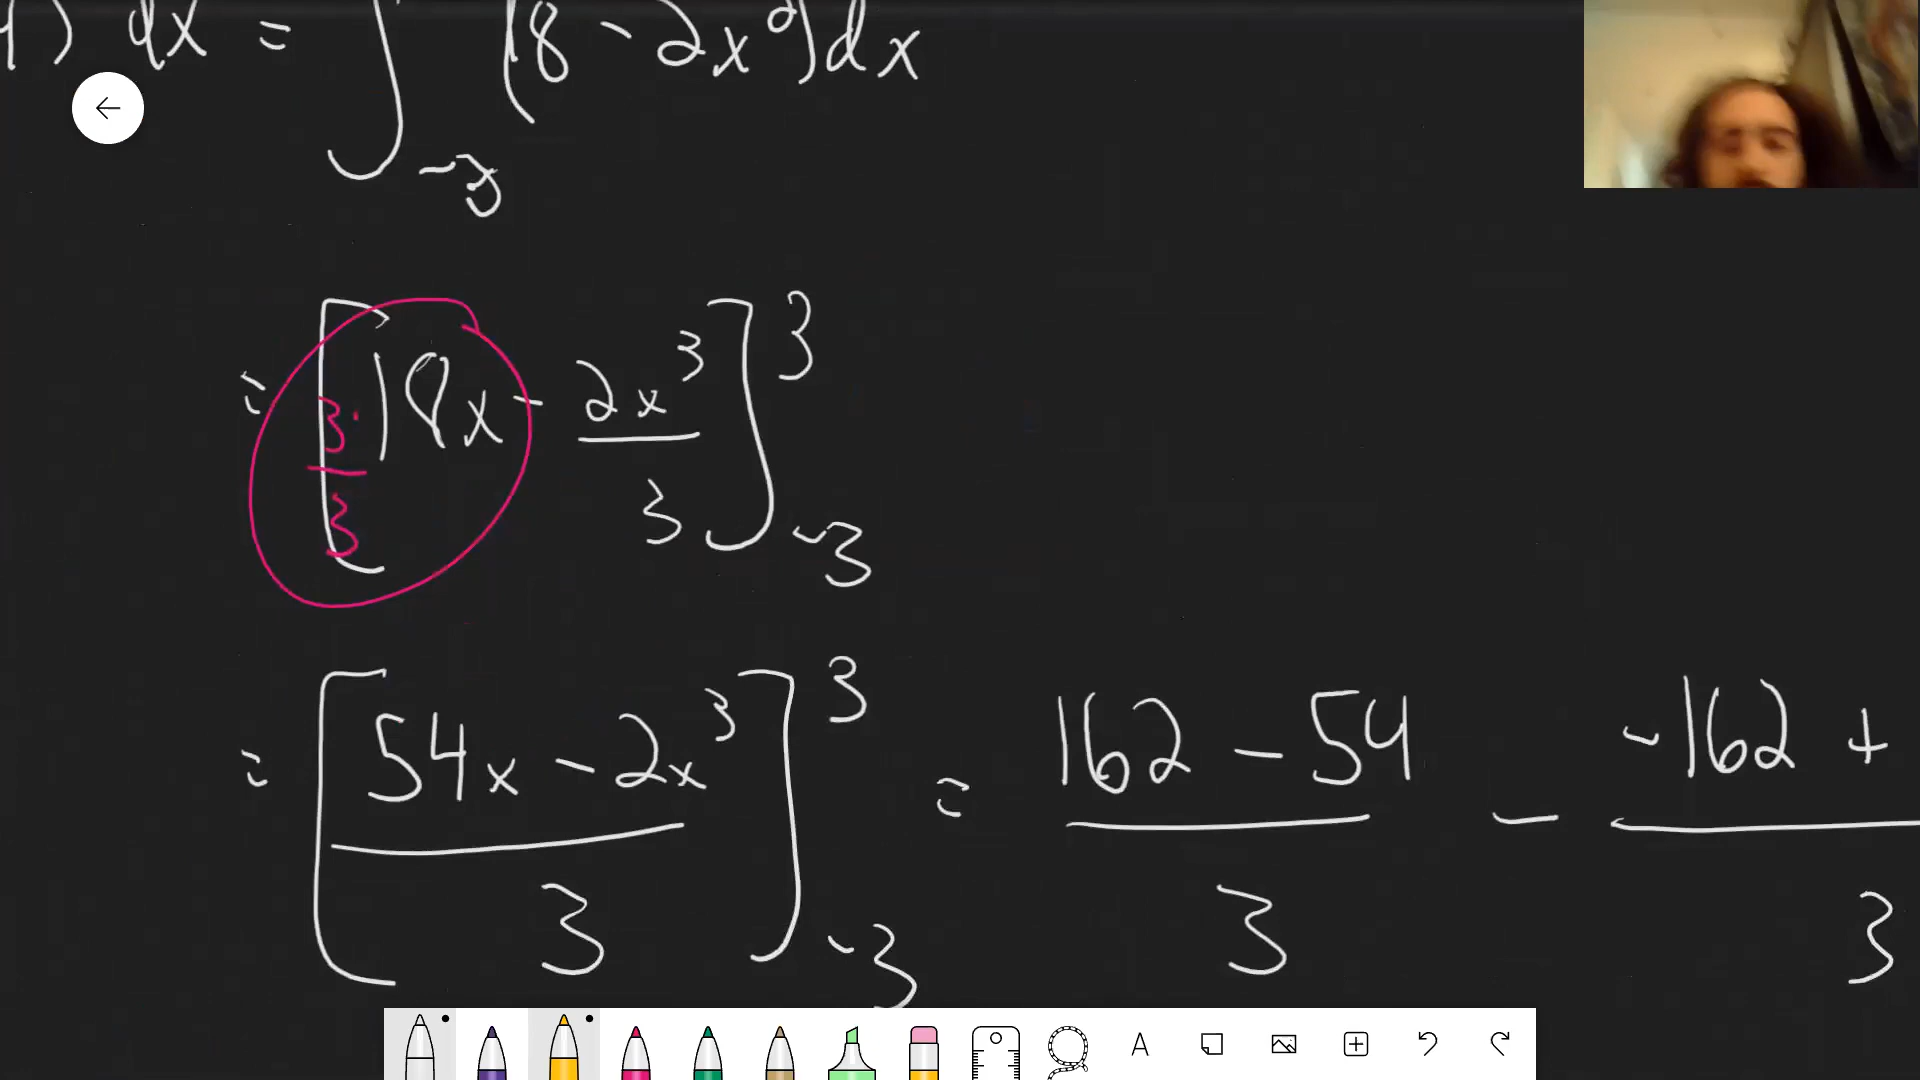 ) dx = ∫ (18 - 2x²) dx
-3
= [ 3·/3 18x - 2x³/3 ] 3 -3
= [ 54x - 2x³ / 3 ] 3 -3 = 162 - 54 / 3 - -162 + / 3
A